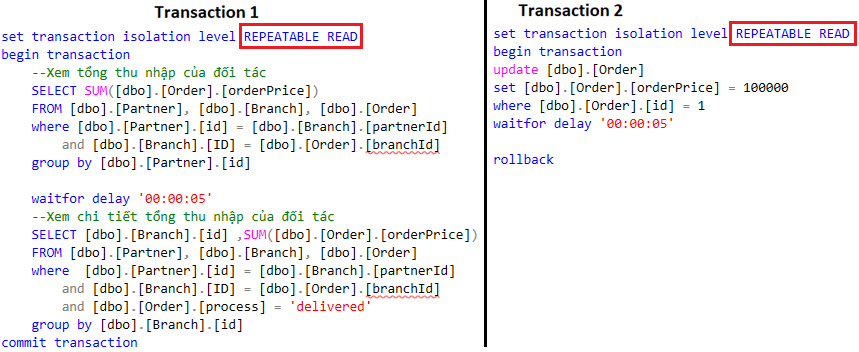 Transaction 1
set transaction isolation level REPEATABLE READ
begin transaction
--Xem tổng thu nhập của đối tác
SELECT SUM([dbo].[Order].[orderPrice])
FROM [dbo].[Partner], [dbo].[Branch], [dbo].[Order]
where [dbo].[Partner].[id] = [dbo].[Branch].[partnerId]
and [dbo].[Branch].[ID] = [dbo].[Order].[branchId]
group by [dbo].[Partner].[id]
waitfor delay '00:00:05'
--Xem chi tiết tổng thu nhập của đối tác
SELECT [dbo].[Branch].[id] ,SUM([dbo].[Order].[orderPrice])
FROM [dbo].[Partner], [dbo].[Branch], [dbo].[Order]
where  [dbo].[Partner].[id] = [dbo].[Branch].[partnerId]
and [dbo].[Branch].[ID] = [dbo].[Order].[branchId]
and [dbo].[Order].[process] = 'delivered'
group by [dbo].[Branch].[id]
commit transaction
Transaction 2
set transaction isolation level REPEATABLE READ
begin transaction
update [dbo].[Order]
set [dbo].[Order].[orderPrice] = 100000
where [dbo].[Order].[id] = 1
waitfor delay '00:00:05'
rollback